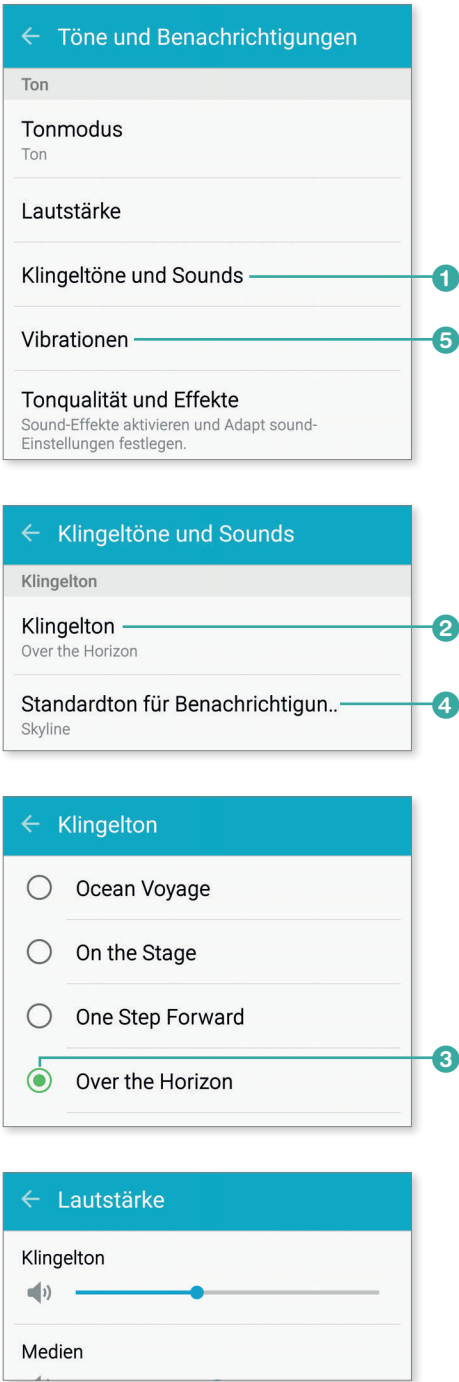 Töne und Benachrichtigungen
Ton
Tonmodus
Ton
Lautstärke
Klingeltöne und Sounds
1
Vibrationen
5
Tonqualität und Effekte
Sound-Effekte aktivieren und Adapt sound-
Einstellungen festlegen.
Klingeltöne und Sounds
Klingelton
Klingelton
2
Over the Horizon
Standardton für Benachrichtigun..
4
Skyline
Klingelton
Ocean Voyage
On the Stage
One Step Forward
3
Over the Horizon
Lautstärke
Klingelton
Medien